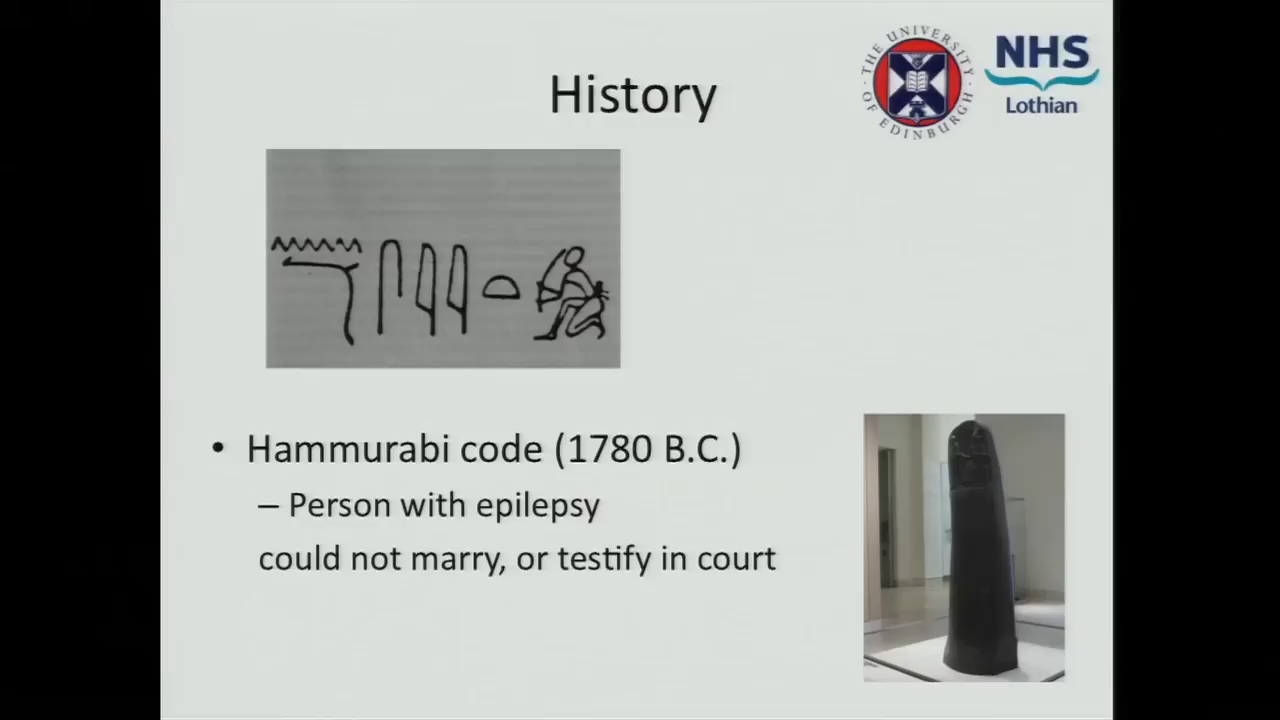 History
THE UNIVERSITY OF EDINBURGH
NHS
Lothian
• Hammurabi code (1780 B.C.)
– Person with epilepsy
could not marry, or testify in court